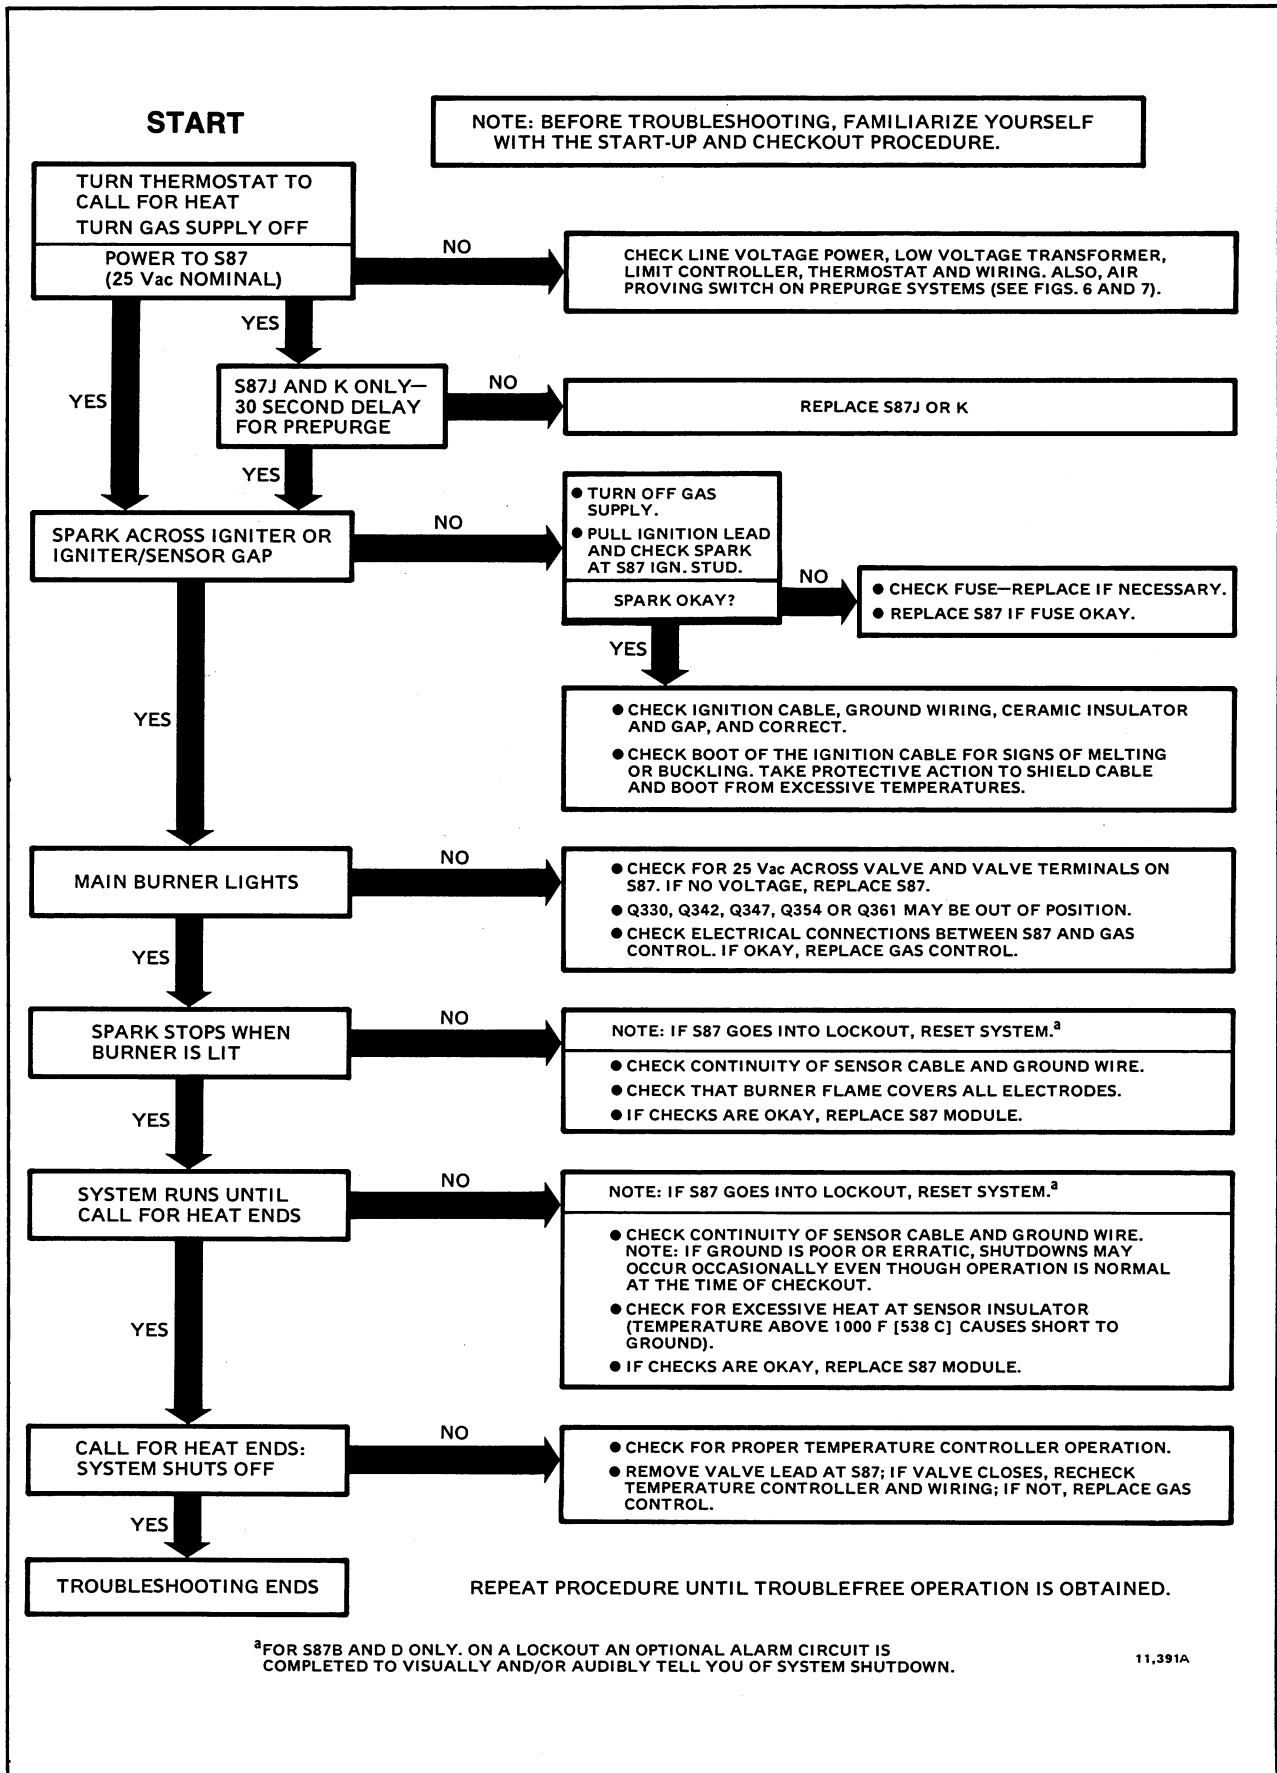 START
NOTE: BEFORE TROUBLESHOOTING, FAMILIARIZE YOURSELF
WITH THE START-UP AND CHECKOUT PROCEDURE.
TURN THERMOSTAT TO
CALL FOR HEAT
TURN GAS SUPPLY OFF
POWER TO S87
(25 Vac NOMINAL)
NO
CHECK LINE VOLTAGE POWER, LOW VOLTAGE TRANSFORMER,
LIMIT CONTROLLER, THERMOSTAT AND WIRING. ALSO, AIR
PROVING SWITCH ON PREPURGE SYSTEMS (SEE FIGS. 6 AND 7).
YES
YES
S87J AND K ONLY—
30 SECOND DELAY
FOR PREPURGE
NO
REPLACE S87J OR K
YES
SPARK ACROSS IGNITER OR
IGNITER/SENSOR GAP
NO
● TURN OFF GAS
SUPPLY.
● PULL IGNITION LEAD
AND CHECK SPARK
AT S87 IGN. STUD.
SPARK OKAY?
NO
● CHECK FUSE—REPLACE IF NECESSARY.
● REPLACE S87 IF FUSE OKAY.
YES
● CHECK IGNITION CABLE, GROUND WIRING, CERAMIC INSULATOR
AND GAP, AND CORRECT.
● CHECK BOOT OF THE IGNITION CABLE FOR SIGNS OF MELTING
OR BUCKLING. TAKE PROTECTIVE ACTION TO SHIELD CABLE
AND BOOT FROM EXCESSIVE TEMPERATURES.
YES
MAIN BURNER LIGHTS
NO
● CHECK FOR 25 Vac ACROSS VALVE AND VALVE TERMINALS ON
S87. IF NO VOLTAGE, REPLACE S87.
● Q330, Q342, Q347, Q354 OR Q361 MAY BE OUT OF POSITION.
● CHECK ELECTRICAL CONNECTIONS BETWEEN S87 AND GAS
CONTROL. IF OKAY, REPLACE GAS CONTROL.
YES
SPARK STOPS WHEN
BURNER IS LIT
NO
NOTE: IF S87 GOES INTO LOCKOUT, RESET SYSTEM.a
● CHECK CONTINUITY OF SENSOR CABLE AND GROUND WIRE.
● CHECK THAT BURNER FLAME COVERS ALL ELECTRODES.
● IF CHECKS ARE OKAY, REPLACE S87 MODULE.
YES
SYSTEM RUNS UNTIL
CALL FOR HEAT ENDS
NO
NOTE: IF S87 GOES INTO LOCKOUT, RESET SYSTEM.a
● CHECK CONTINUITY OF SENSOR CABLE AND GROUND WIRE.
NOTE: IF GROUND IS POOR OR ERRATIC, SHUTDOWNS MAY
OCCUR OCCASIONALLY EVEN THOUGH OPERATION IS NORMAL
AT THE TIME OF CHECKOUT.
● CHECK FOR EXCESSIVE HEAT AT SENSOR INSULATOR
(TEMPERATURE ABOVE 1000 F [538 C] CAUSES SHORT TO
GROUND).
● IF CHECKS ARE OKAY, REPLACE S87 MODULE.
YES
CALL FOR HEAT ENDS:
SYSTEM SHUTS OFF
NO
● CHECK FOR PROPER TEMPERATURE CONTROLLER OPERATION.
● REMOVE VALVE LEAD AT S87; IF VALVE CLOSES, RECHECK
TEMPERATURE CONTROLLER AND WIRING; IF NOT, REPLACE GAS
CONTROL.
YES
TROUBLESHOOTING ENDS
REPEAT PROCEDURE UNTIL TROUBLEFREE OPERATION IS OBTAINED.
aFOR S87B AND D ONLY. ON A LOCKOUT AN OPTIONAL ALARM CIRCUIT IS
COMPLETED TO VISUALLY AND/OR AUDIBLY TELL YOU OF SYSTEM SHUTDOWN.
11,391A